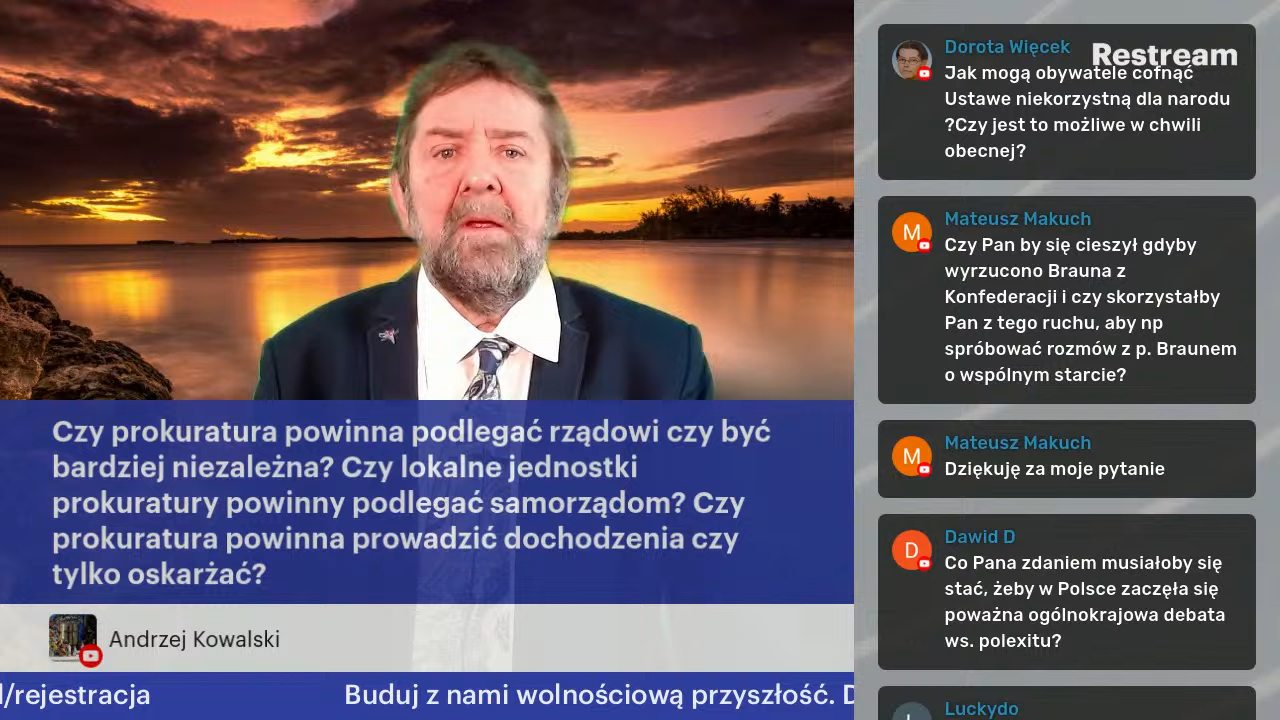 Czy prokuratura powinna podlegać rządowi czy być
bardziej niezależna? Czy lokalne jednostki
prokuratury powinny podlegać samorządom? Czy
prokuratura powinna prowadzić dochodzenia czy
tylko oskarżać?
Andrzej Kowalski
l/rejestracja
Buduj z nami wolnościową przyszłość. D
Restream
Dorota Więcek
Jak mogą obywatele cofnąć
Ustawe niekorzystną dla narodu
?Czy jest to możliwe w chwili
obecnej?
M
Mateusz Makuch
Czy Pan by się cieszył gdyby
wyrzucono Brauna z
Konfederacji i czy skorzystałby
Pan z tego ruchu, aby np
spróbować rozmów z p. Braunem
o wspólnym starcie?
M
Mateusz Makuch
Dziękuję za moje pytanie
D
Dawid D
Co Pana zdaniem musiałoby się
stać, żeby w Polsce zaczęła się
poważna ogólnokrajowa debata
ws. polexitu?
L
Luckydo